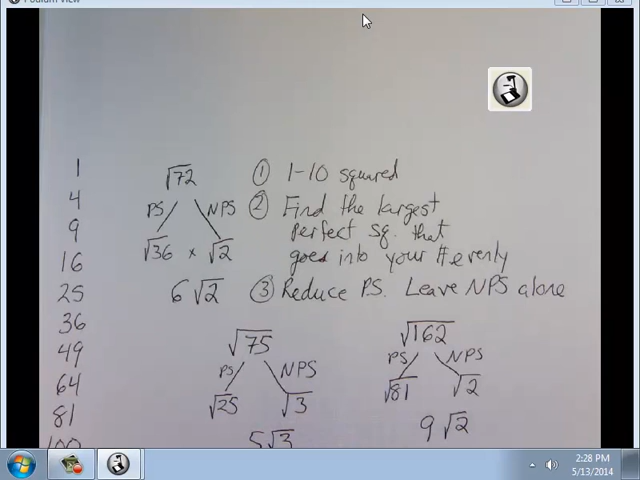 Podium View
1
4
9
16
25
36
49
64
81
100
√72
PS NPS
√36 x √2
6√2
① 1-10 squared
② Find the largest
perfect sq. that
goes into your # evenly
③ Reduce PS. Leave NPS alone
√75
PS NPS
√25 √3
5√3
√162
PS NPS
√81 √2
9√2
2:28 PM
5/13/2014